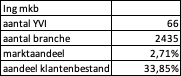 Ing mkb
aantal YVI 66
aantal branche 2435
marktaandeel 2,71%
aandeel klantenbestand 33,85%